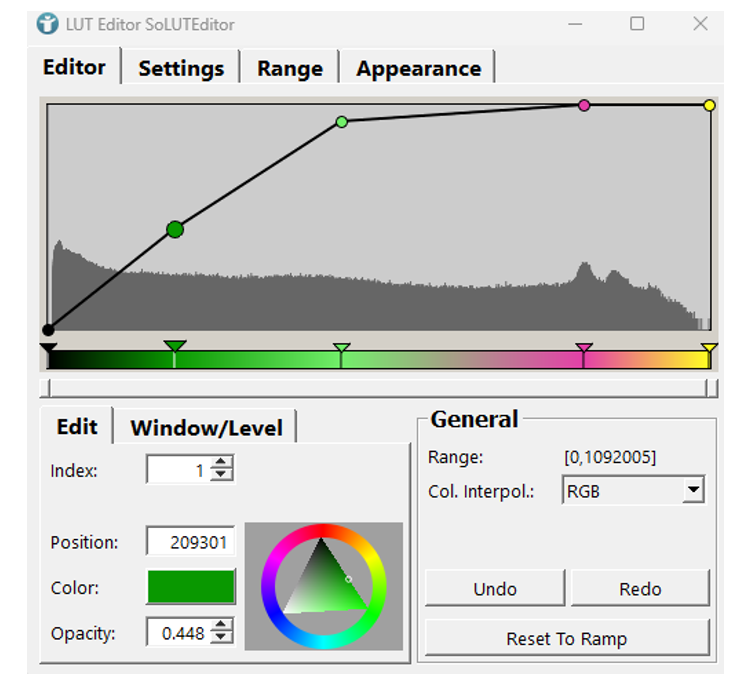 LUT Editor SoLUTEditor
Editor Settings Range Appearance
Edit Window/Level
Index: 1
Position: 209301
Color:
Opacity: 0.448
General
Range: [0,1092005]
Col. Interpol.: RGB
Undo Redo
Reset To Ramp